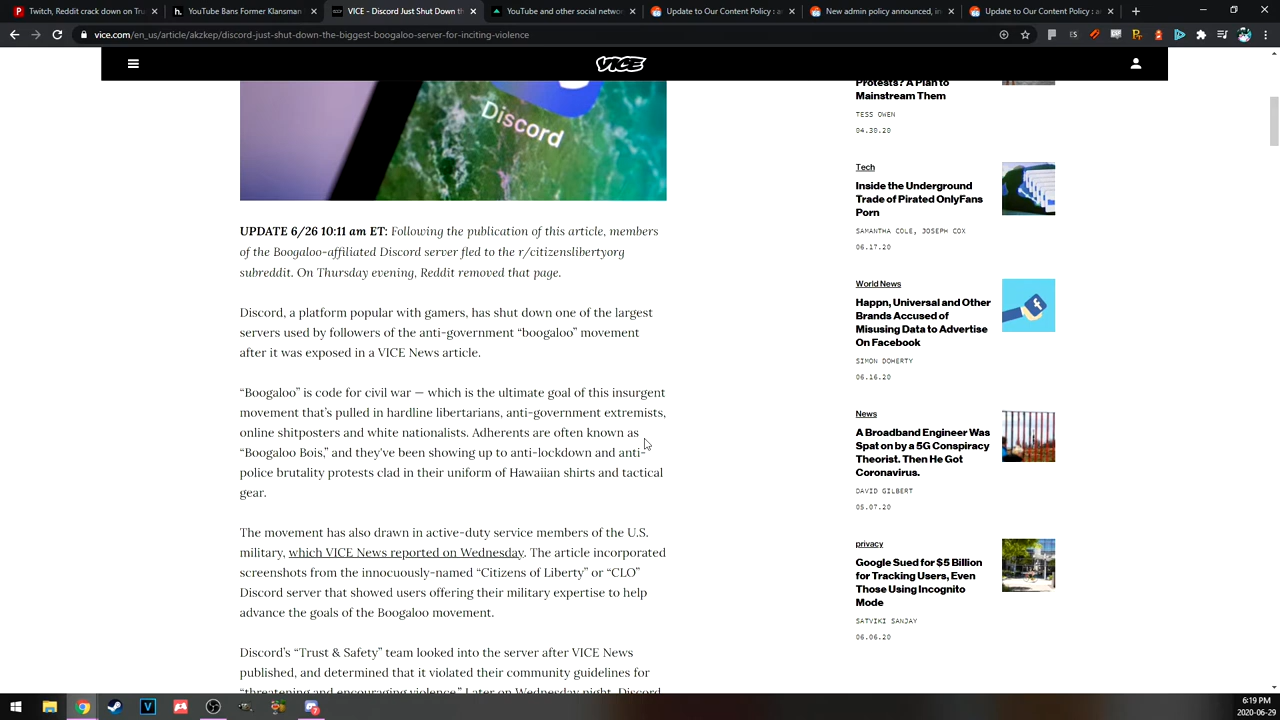 Twitch, Reddit crack down on Tru
YouTube Bans Former Klansman
VICE - Discord Just Shut Down th
YouTube and other social networ
Update to Our Content Policy : a
New admin policy announced, in
Update to Our Content Policy : ac
vice.com/en_us/article/akzkep/discord-just-shut-down-the-biggest-boogaloo-server-for-inciting-violence
VICE
Discord
UPDATE 6/26 10:11 am ET: Following the publication of this article, members
of the Boogaloo-affiliated Discord server fled to the r/citizenslibertyorg
subreddit. On Thursday evening, Reddit removed that page.
Discord, a platform popular with gamers, has shut down one of the largest
servers used by followers of the anti-government “boogaloo” movement
after it was exposed in a VICE News article.
“Boogaloo” is code for civil war — which is the ultimate goal of this insurgent
movement that’s pulled in hardline libertarians, anti-government extremists,
online shitposters and white nationalists. Adherents are often known as
“Boogaloo Bois,” and they’ve been showing up to anti-lockdown and anti-
police brutality protests clad in their uniform of Hawaiian shirts and tactical
gear.
The movement has also drawn in active-duty service members of the U.S.
military, which VICE News reported on Wednesday. The article incorporated
screenshots from the innocuously-named “Citizens of Liberty” or “CLO”
Discord server that showed users offering their military expertise to help
advance the goals of the Boogaloo movement.
Discord’s “Trust & Safety” team looked into the server after VICE News
published, and determined that it violated their community guidelines for
“threatening and encouraging violence.” Later on Wednesday night, Discord
Protests? A Plan to
Mainstream Them
TESS OWEN
04.30.20
Tech
Inside the Underground
Trade of Pirated OnlyFans
Porn
SAMANTHA COLE, JOSEPH COX
06.17.20
World News
Happn, Universal and Other
Brands Accused of
Misusing Data to Advertise
On Facebook
SIMON DOHERTY
06.16.20
News
A Broadband Engineer Was
Spat on by a 5G Conspiracy
Theorist. Then He Got
Coronavirus.
DAVID GILBERT
05.07.20
privacy
Google Sued for $5 Billion
for Tracking Users, Even
Those Using Incognito
Mode
SATVIKI SANJAY
06.06.20
6:19 PM
2020-06-29